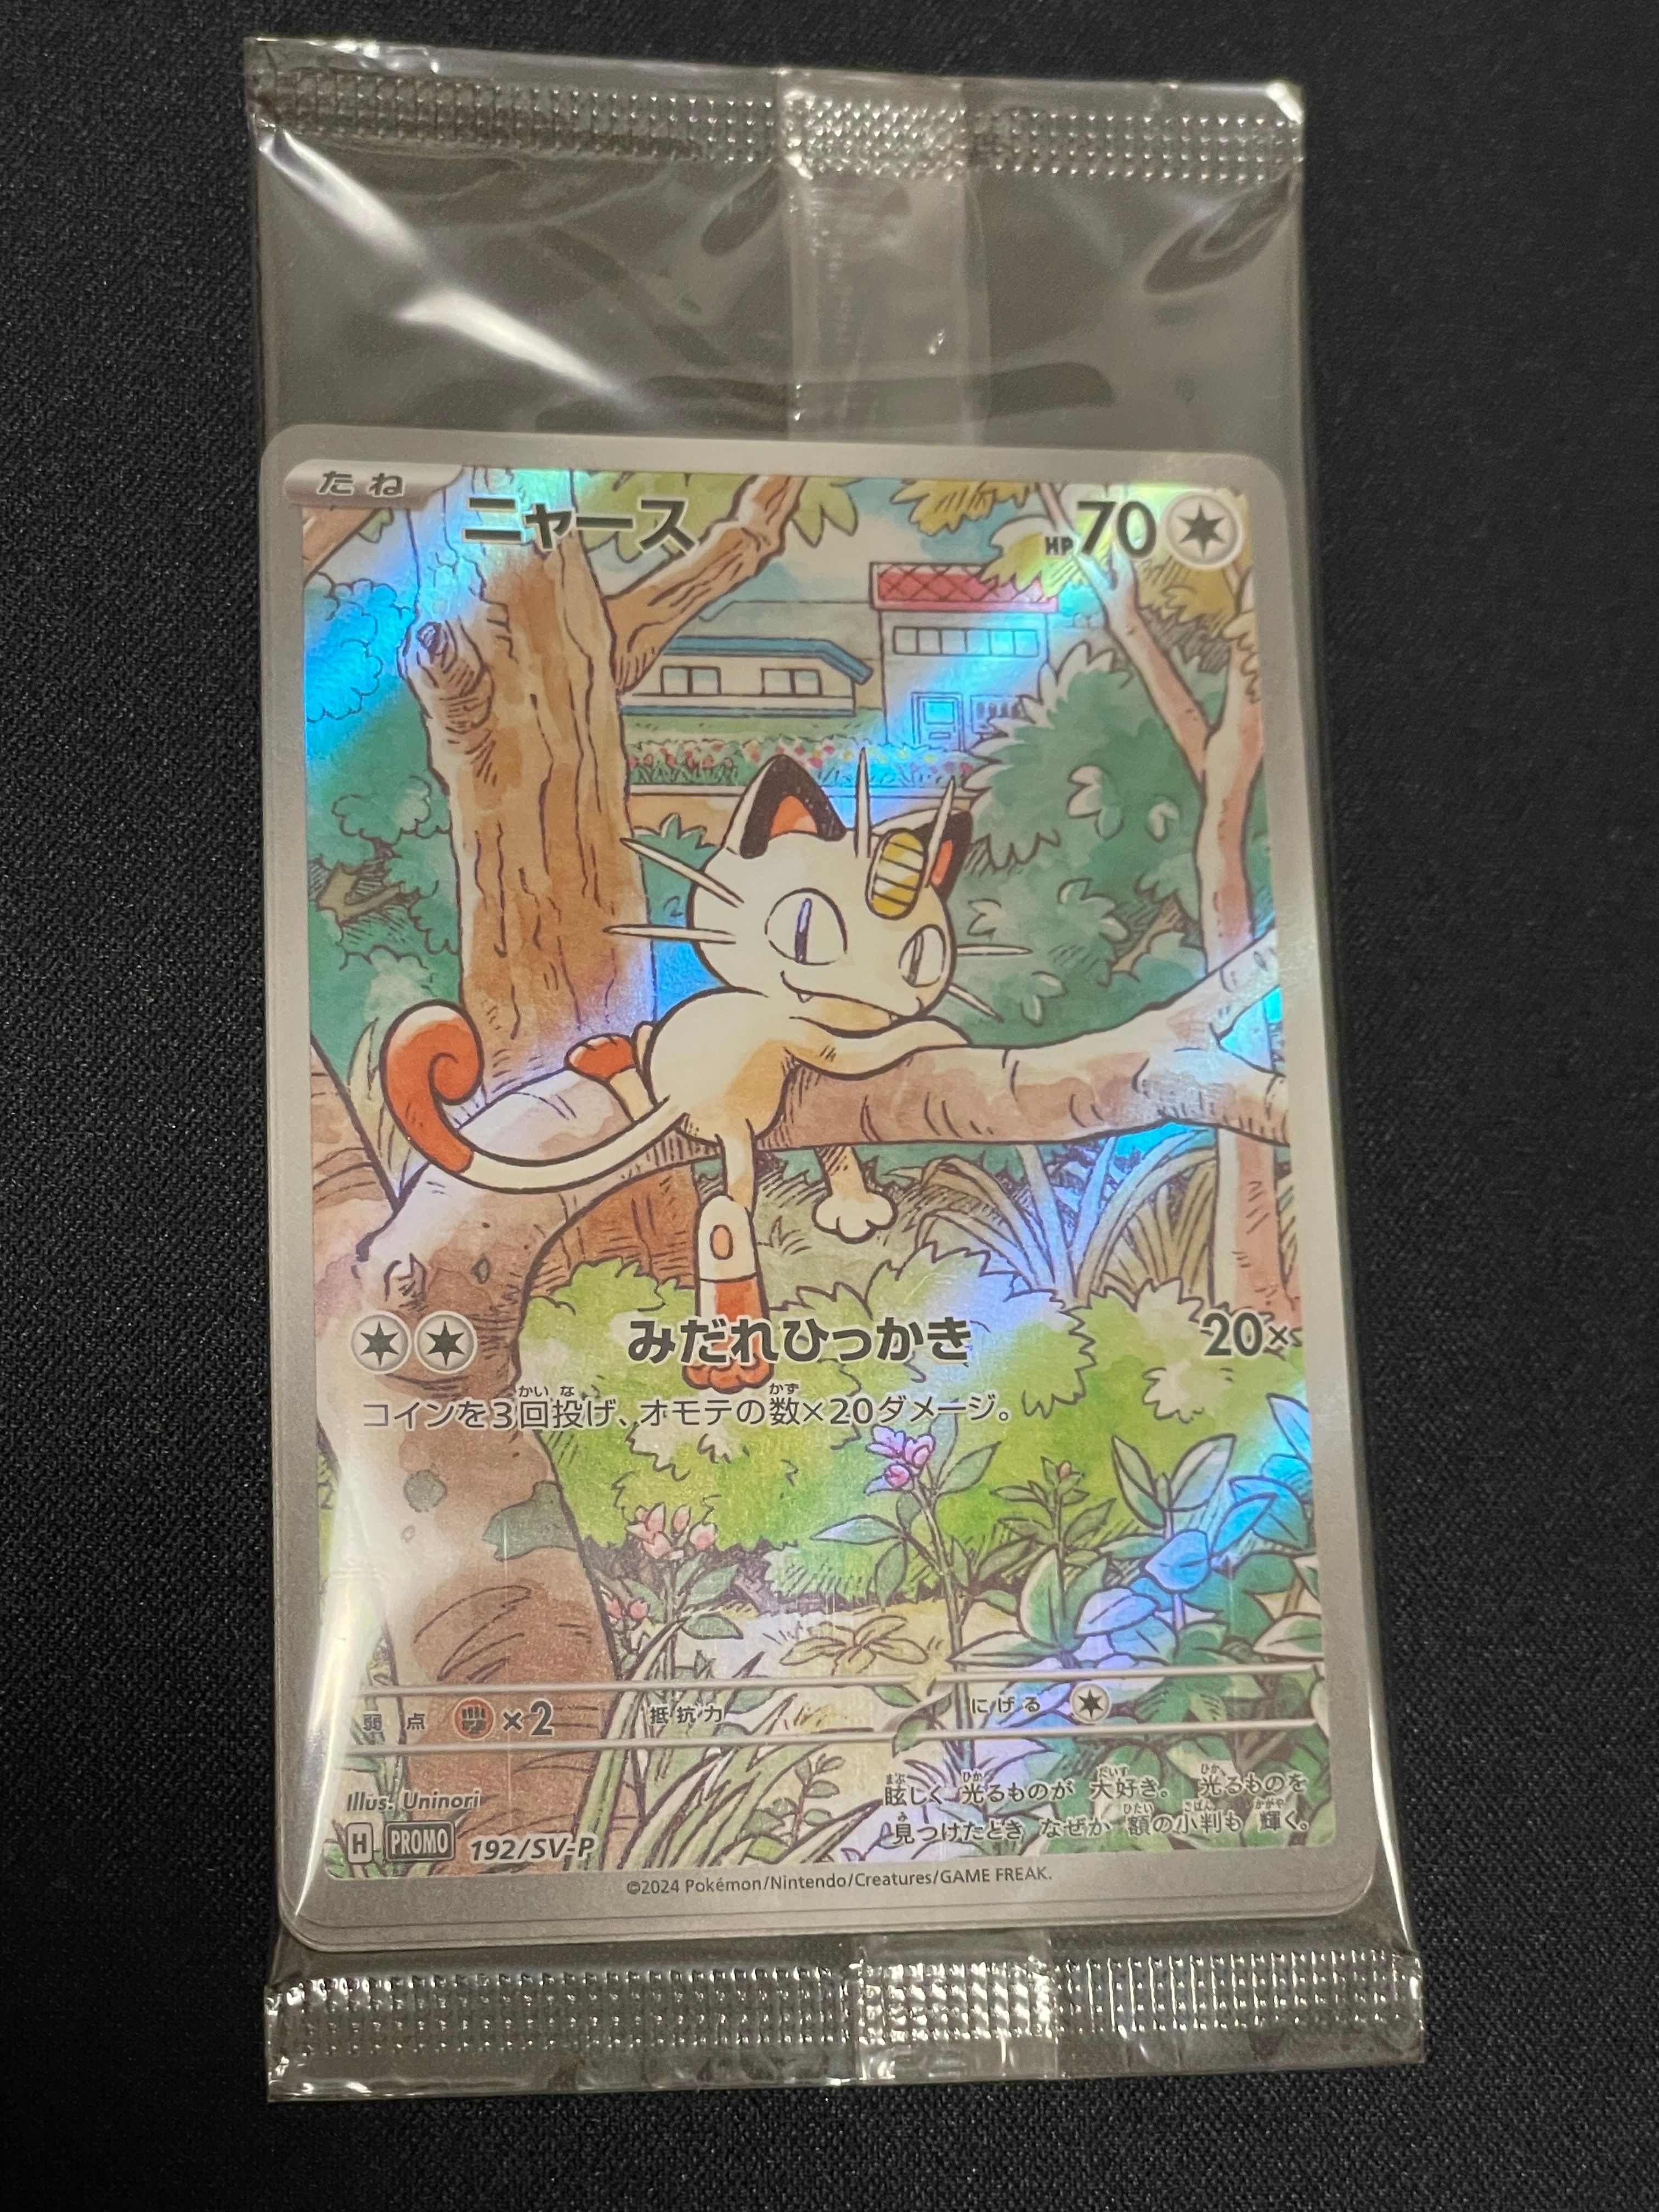 たね
ニャース
HP70
みだれひっかき 20×
コインを3回投げ、オモテの数×20ダメージ。
弱点 ×2 抵抗力 にげる
Illus. Uninori
眩しく 光るものが 大好き。 光るものを
見つけたとき なぜか 額の小判も 輝く。
H PROMO 192/SV-P
©2024 Pokémon/Nintendo/Creatures/GAME FREAK.